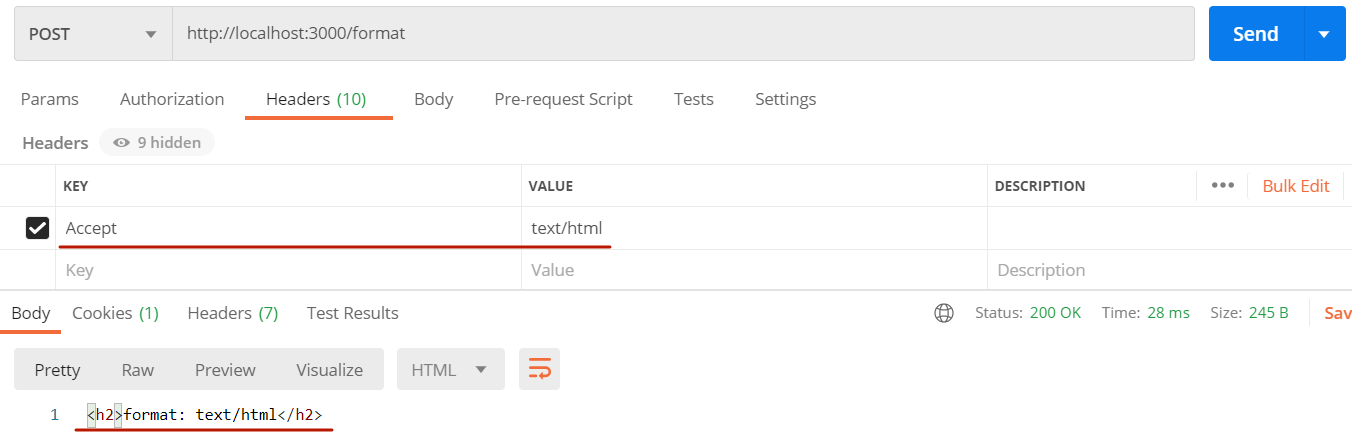 POST http://localhost:3000/format Send
Params Authorization Headers (10) Body Pre-request Script Tests Settings
Headers 9 hidden
KEY VALUE DESCRIPTION ••• Bulk Edit
Accept text/html
Key Value Description
Body Cookies (1) Headers (7) Test Results Status: 200 OK Time: 28 ms Size: 245 B Sav
Pretty Raw Preview Visualize HTML
1 <h2>format: text/html</h2>